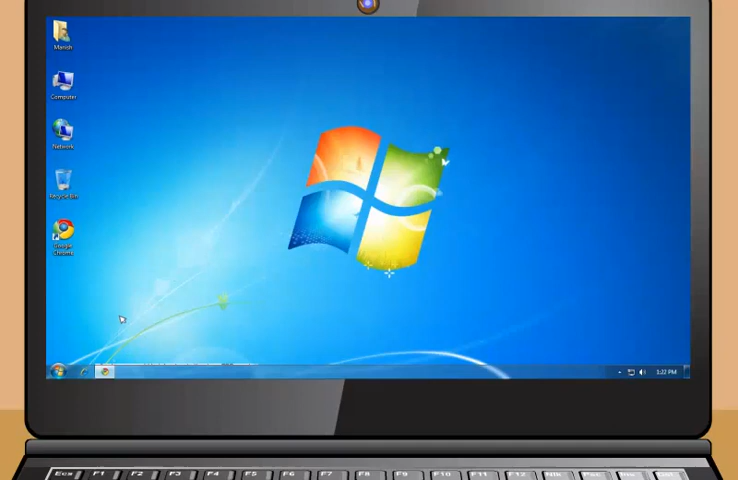 Manish
Computer
Network
Recycle Bin
Google
Chrome
1:22 PM
Esc F1 F2 F3 F4 F5 F6 F7 F8 F9 F10 F11 F12